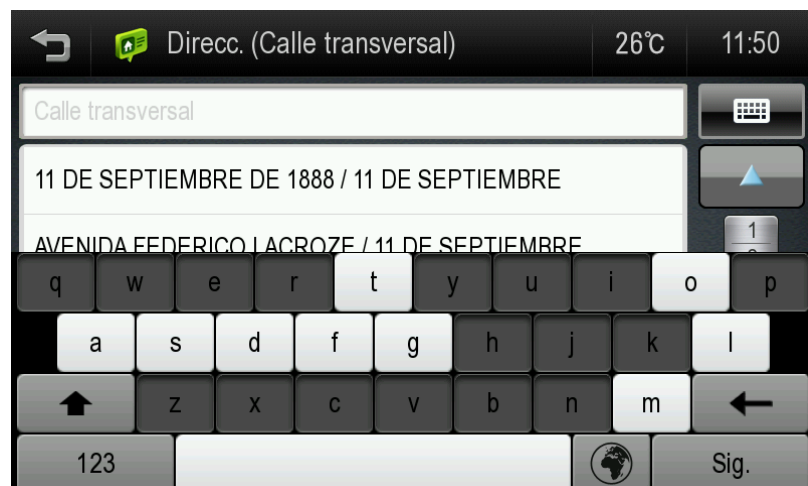 Direcc. (Calle transversal) 26℃ 11:50
Calle transversal
11 DE SEPTIEMBRE DE 1888 / 11 DE SEPTIEMBRE
AVENIDA FEDERICO LACROZE / 11 DE SEPTIEMBRE
1
q w e r t y u i o p
a s d f g h j k l
z x c v b n m
123 Sig.